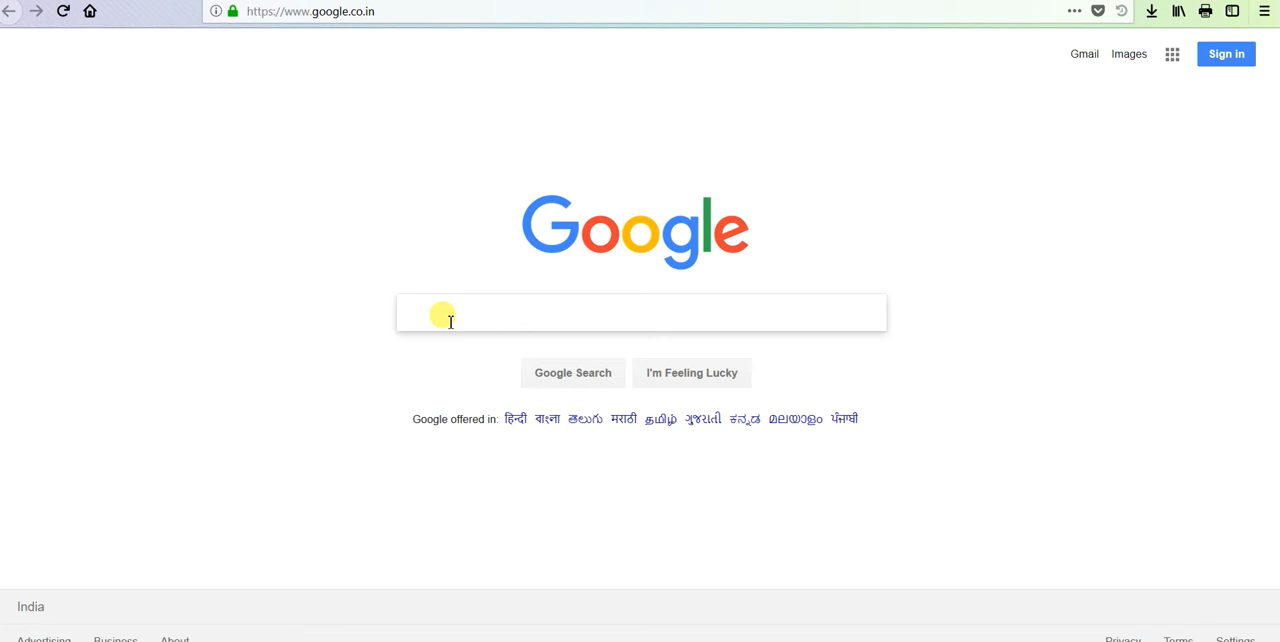 https://www.google.co.in
Gmail Images Sign in
Google
Google Search I'm Feeling Lucky
Google offered in: हिन्दी বাংলা తెలుగు मराठी தமிழ் ગુજરાતી ಕನ್ನಡ മലയാളം ਪੰਜਾਬੀ
India
Advertising Business About Privacy Terms Settings